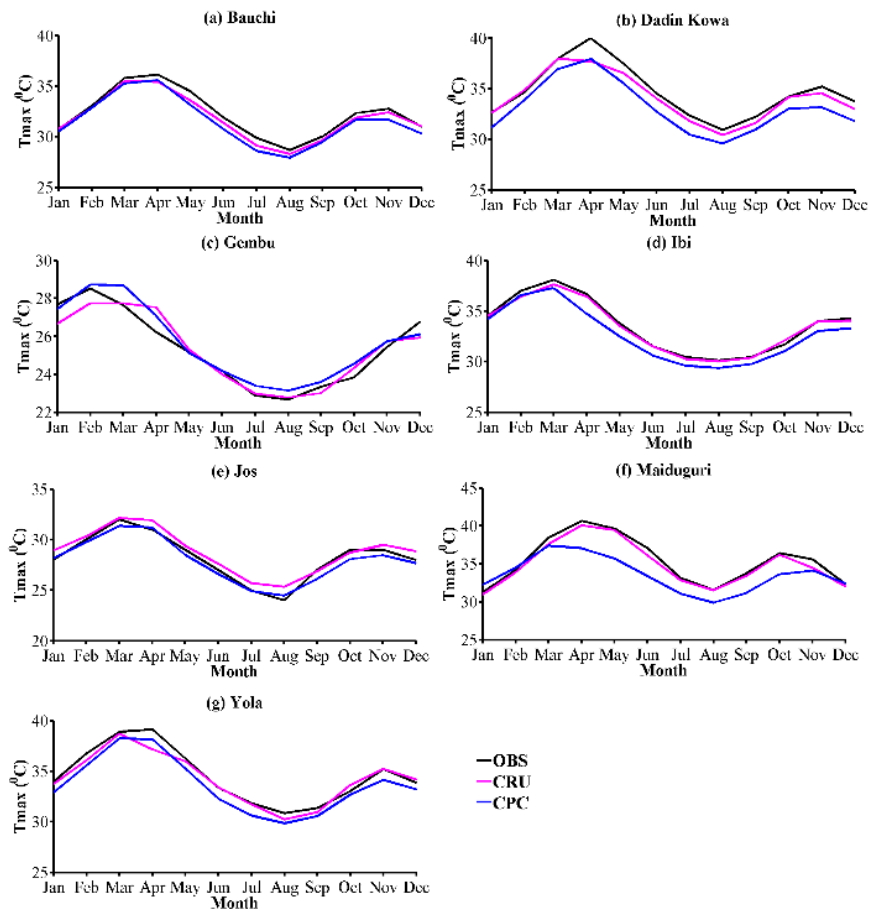 (a) Bauchi
Tmax (⁰C)
40
35
30
25
Jan Feb Mar Apr May Jun Jul Aug Sep Oct Nov Dec
Month
(b) Dadin Kowa
Tmax (⁰C)
40
35
30
25
Jan Feb Mar Apr May Jun Jul Aug Sep Oct Nov Dec
Month
(c) Gembu
Tmax (⁰C)
30
28
26
24
22
Jan Feb Mar Apr May Jun Jul Aug Sep Oct Nov Dec
Month
(d) Ibi
Tmax (⁰C)
40
35
30
25
Jan Feb Mar Apr May Jun Jul Aug Sep Oct Nov Dec
Month
(e) Jos
Tmax (⁰C)
35
30
25
20
Jan Feb Mar Apr May Jun Jul Aug Sep Oct Nov Dec
Month
(f) Maiduguri
Tmax (⁰C)
45
40
35
30
25
Jan Feb Mar Apr May Jun Jul Aug Sep Oct Nov Dec
Month
(g) Yola
Tmax (⁰C)
40
35
30
25
Jan Feb Mar Apr May Jun Jul Aug Sep Oct Nov Dec
Month
OBS
CRU
CPC